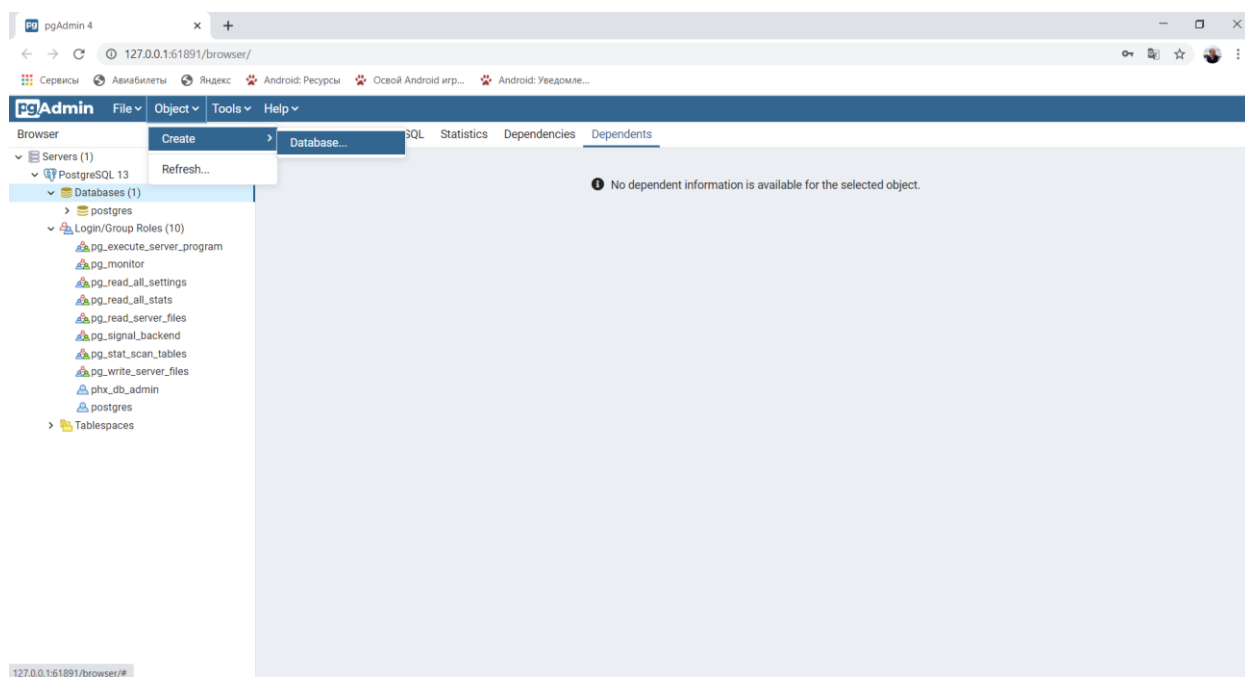 pgAdmin 4
127.0.0.1:61891/browser/
Сервисы Авиабилеты Яндекс Android: Ресурсы Освой Android игр... Android: Уведомле...
pgAdmin File Object Tools Help
Browser
Create
Database...
SQL Statistics Dependencies Dependents
Servers (1)
Refresh...
PostgreSQL 13
No dependent information is available for the selected object.
Databases (1)
postgres
Login/Group Roles (10)
pg_execute_server_program
pg_monitor
pg_read_all_settings
pg_read_all_stats
pg_read_server_files
pg_signal_backend
pg_stat_scan_tables
pg_write_server_files
phx_db_admin
postgres
Tablespaces
127.0.0.1:61891/browser/#